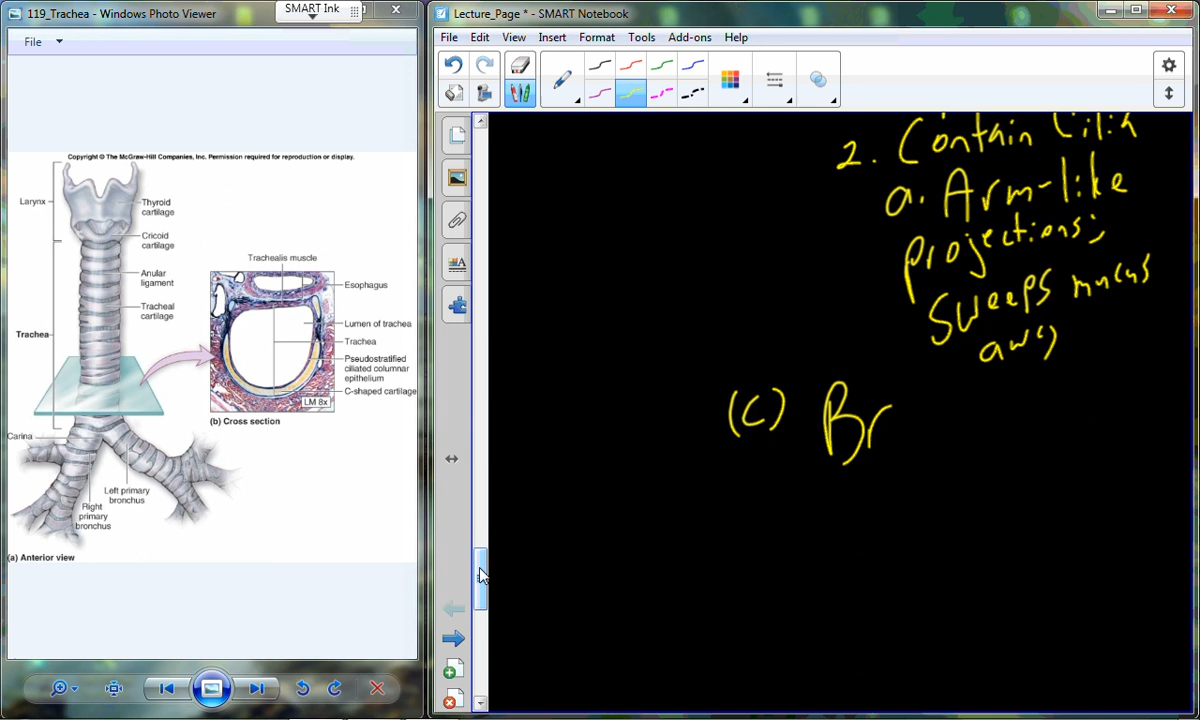 119_Trachea - Windows Photo Viewer
SMART Ink
File
Copyright © The McGraw-Hill Companies, Inc. Permission required for reproduction or display.
Larynx
Thyroid
cartilage
Cricoid
cartilage
Anular
ligament
Tracheal
cartilage
Trachea
Carina
Left primary
bronchus
Right
primary
bronchus
(a) Anterior view
Trachealis muscle
Esophagus
Lumen of trachea
Trachea
Pseudostratified
ciliated columnar
epithelium
C-shaped cartilage
LM 8x
(b) Cross section
Lecture_Page * - SMART Notebook
File Edit View Insert Format Tools Add-ons Help
2. Contain Cilia
a. Arm-like
projections;
sweeps mucus
away
(c) Br